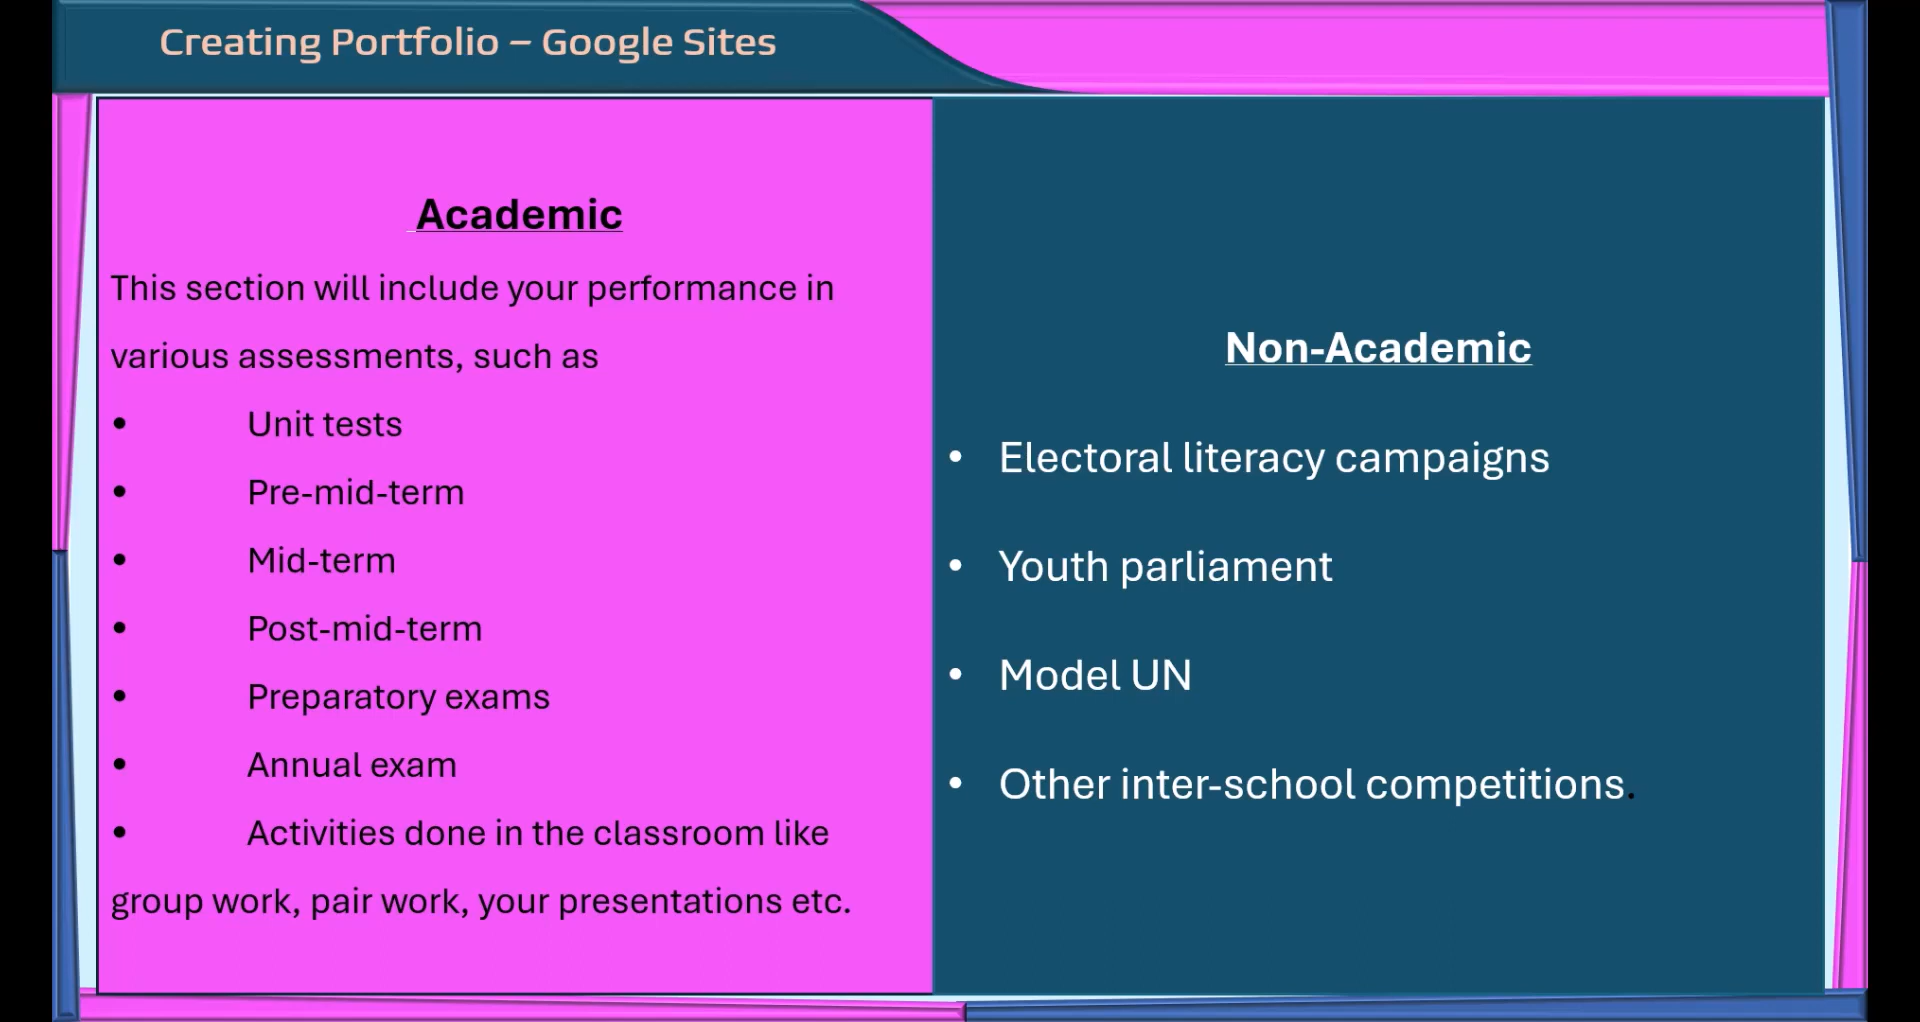 Creating Portfolio – Google Sites
Academic
This section will include your performance in
various assessments, such as
• Unit tests
• Pre-mid-term
• Mid-term
• Post-mid-term
• Preparatory exams
• Annual exam
• Activities done in the classroom like
group work, pair work, your presentations etc.
Non-Academic
• Electoral literacy campaigns
• Youth parliament
• Model UN
• Other inter-school competitions.